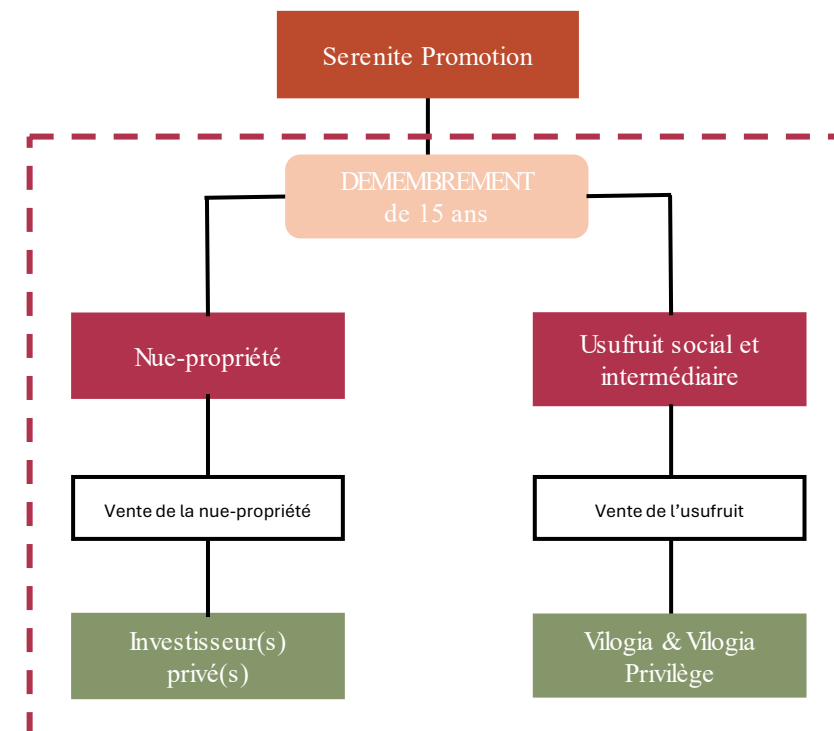 Serenite Promotion
DEMEMBREMENT
de 15 ans
Nue-propriété
Usufruit social et
intermédiaire
Vente de la nue-propriété
Vente de l’usufruit
Investisseur(s)
privé(s)
Vilogia & Vilogia
Privilège